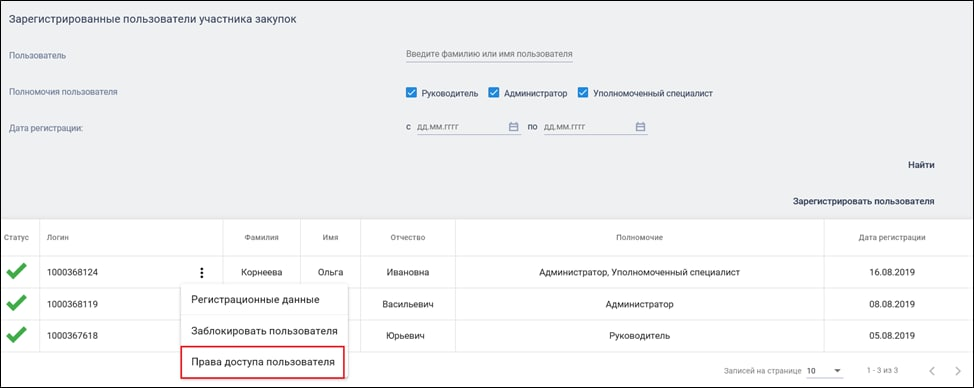 Зарегистрированные пользователи участника закупок
Пользователь Введите фамилию или имя пользователя
Полномочия пользователя Руководитель Администратор Уполномоченный специалист
Дата регистрации: с дд.мм.гггг по дд.мм.гггг
Найти
Зарегистрировать пользователя
Статус Логин Фамилия Имя Отчество Полномочие Дата регистрации
1000368124 Корнеева Ольга Ивановна Администратор, Уполномоченный специалист 16.08.2019
Регистрационные данные
1000368119 Васильевич Администратор 08.08.2019
Заблокировать пользователя
1000367618 Юрьевич Руководитель 05.08.2019
Права доступа пользователя
Записей на странице 10 1 - 3 из 3